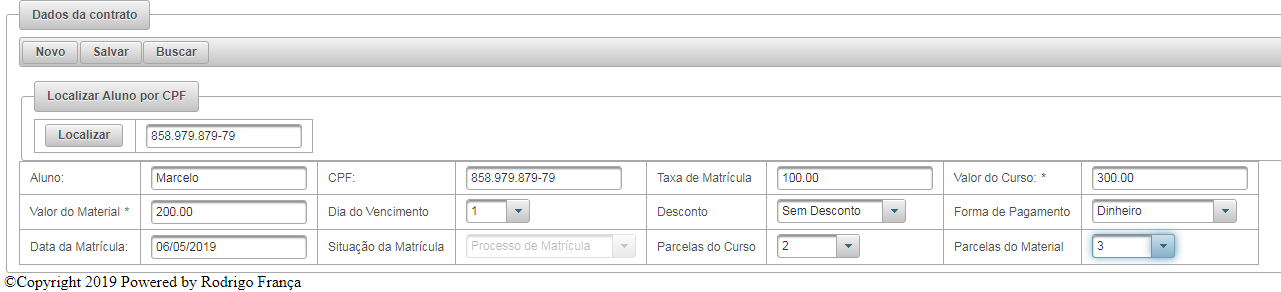 Dados da contrato
Novo Salvar Buscar
Localizar Aluno por CPF
Localizar 858.979.879-79
Aluno: Marcelo CPF: 858.979.879-79 Taxa de Matrícula 100.00 Valor do Curso: * 300.00
Valor do Material * 200.00 Dia do Vencimento 1 Desconto Sem Desconto Forma de Pagamento Dinheiro
Data da Matrícula: 06/05/2019 Situação da Matrícula Processo de Matrícula Parcelas do Curso 2 Parcelas do Material 3
©Copyright 2019 Powered by Rodrigo França